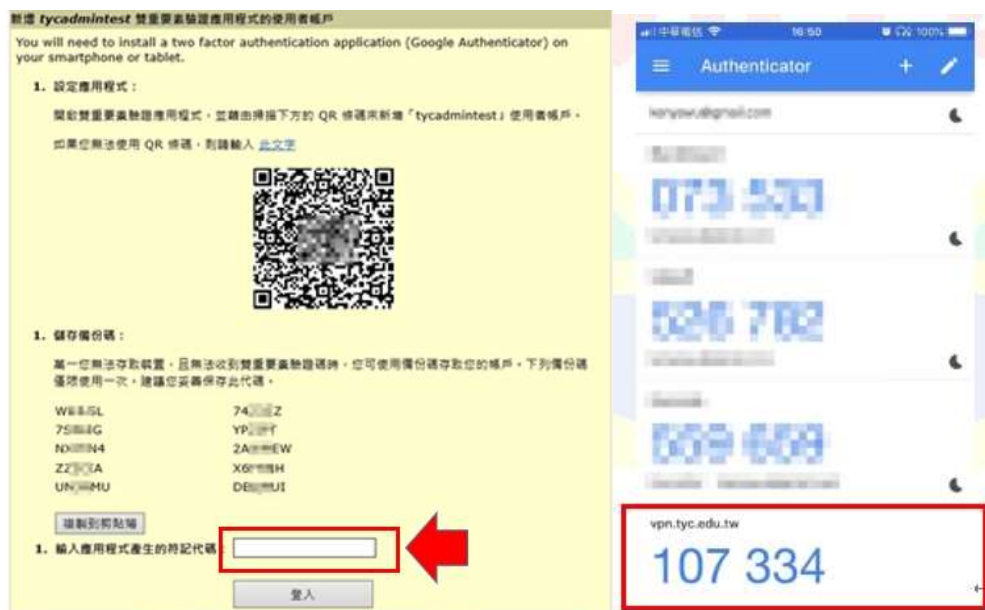 新增 tycadmintest 雙重要素驗證應用程式的使用者帳戶
You will need to install a two factor authentication application (Google Authenticator) on
your smartphone or tablet.
1. 設定應用程式：
開啟雙重要素驗證應用程式，並藉由掃描下方的 QR 條碼來新增「tycadmintest」使用者帳戶。
如果您無法使用 QR 條碼，則請輸入 此文字
1. 儲存備份碼：
萬一您無法存取裝置，且無法收到雙重要素驗證碼時，您可使用備份碼存取您的帳戶。下列備份碼
僅限使用一次。建議您妥善保存此代碼。
複製到剪貼簿
1. 輸入應用程式產生的符記代碼：
登入
中華電信 16:50 100%
Authenticator
vpn.tyc.edu.tw
107 334